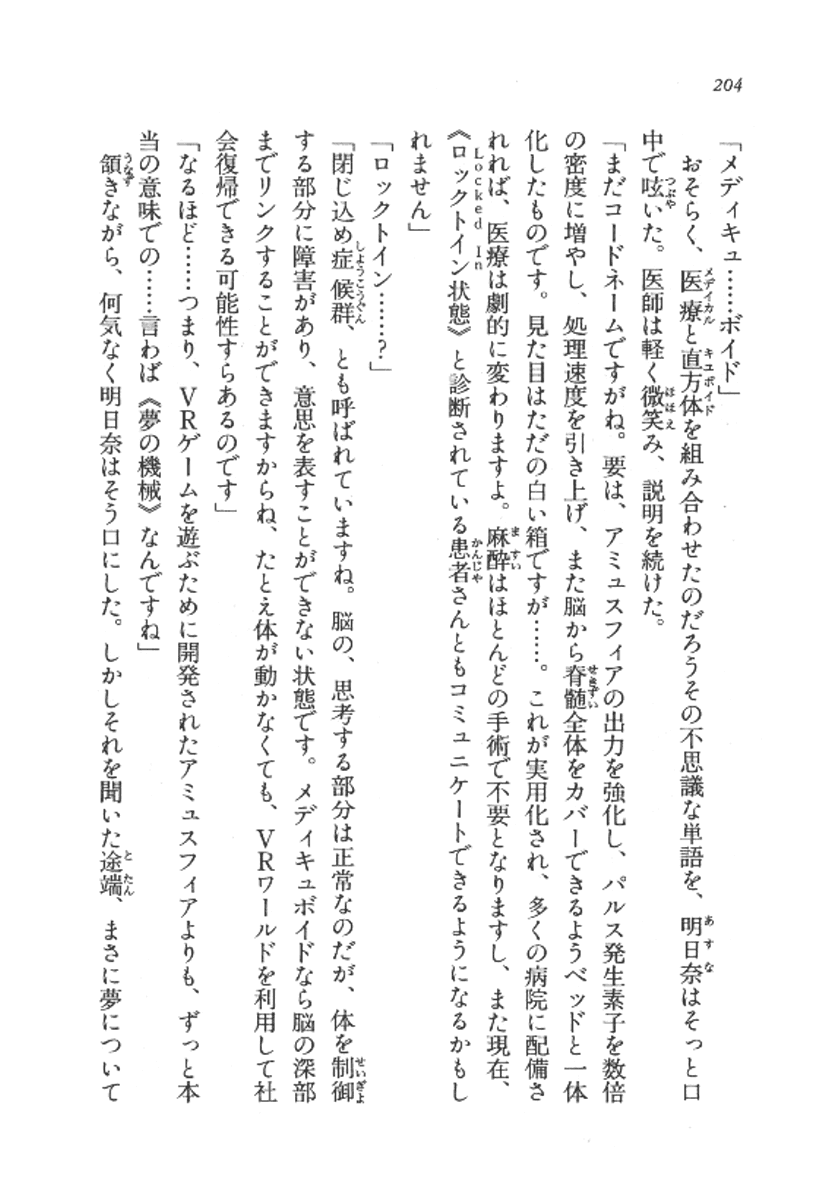 204
「メディキュ……ボイド」
おそらく、医療と直方体を組み合わせたのだろうその不思議な単語を、明日奈はそっと口
中で呟いた。医師は軽く微笑み、説明を続けた。
「まだコードネームですがね。要は、アミュスフィアの出力を強化し、パルス発生素子を数倍
の密度に増やし、処理速度を引き上げ、また脳から脊髄全体をカバーできるようベッドと一体
化したものです。見た目はただの白い箱ですが……。これが実用化され、多くの病院に配備さ
れれば、医療は劇的に変わりますよ。麻酔はほとんどの手術で不要となりますし、また現在、
《ロックトイン状態》と診断されている患者さんともコミュニケートできるようになるかもし
れません」
「ロックトイン……?」
「閉じ込め症候群、とも呼ばれていますね。脳の、思考する部分は正常なのだが、体を制御
する部分に障害があり、意思を表すことができない状態です。メディキュボイドなら脳の深部
までリンクすることができますからね、たとえ体が動かなくても、VRワールドを利用して社
会復帰できる可能性すらあるのです」
「なるほど……つまり、VRゲームを遊ぶために開発されたアミュスフィアよりも、ずっと本
当の意味での……言わば《夢の機械》なんですね」
頷きながら、何気なく明日奈はそう口にした。しかしそれを聞いた途端、まさに夢について